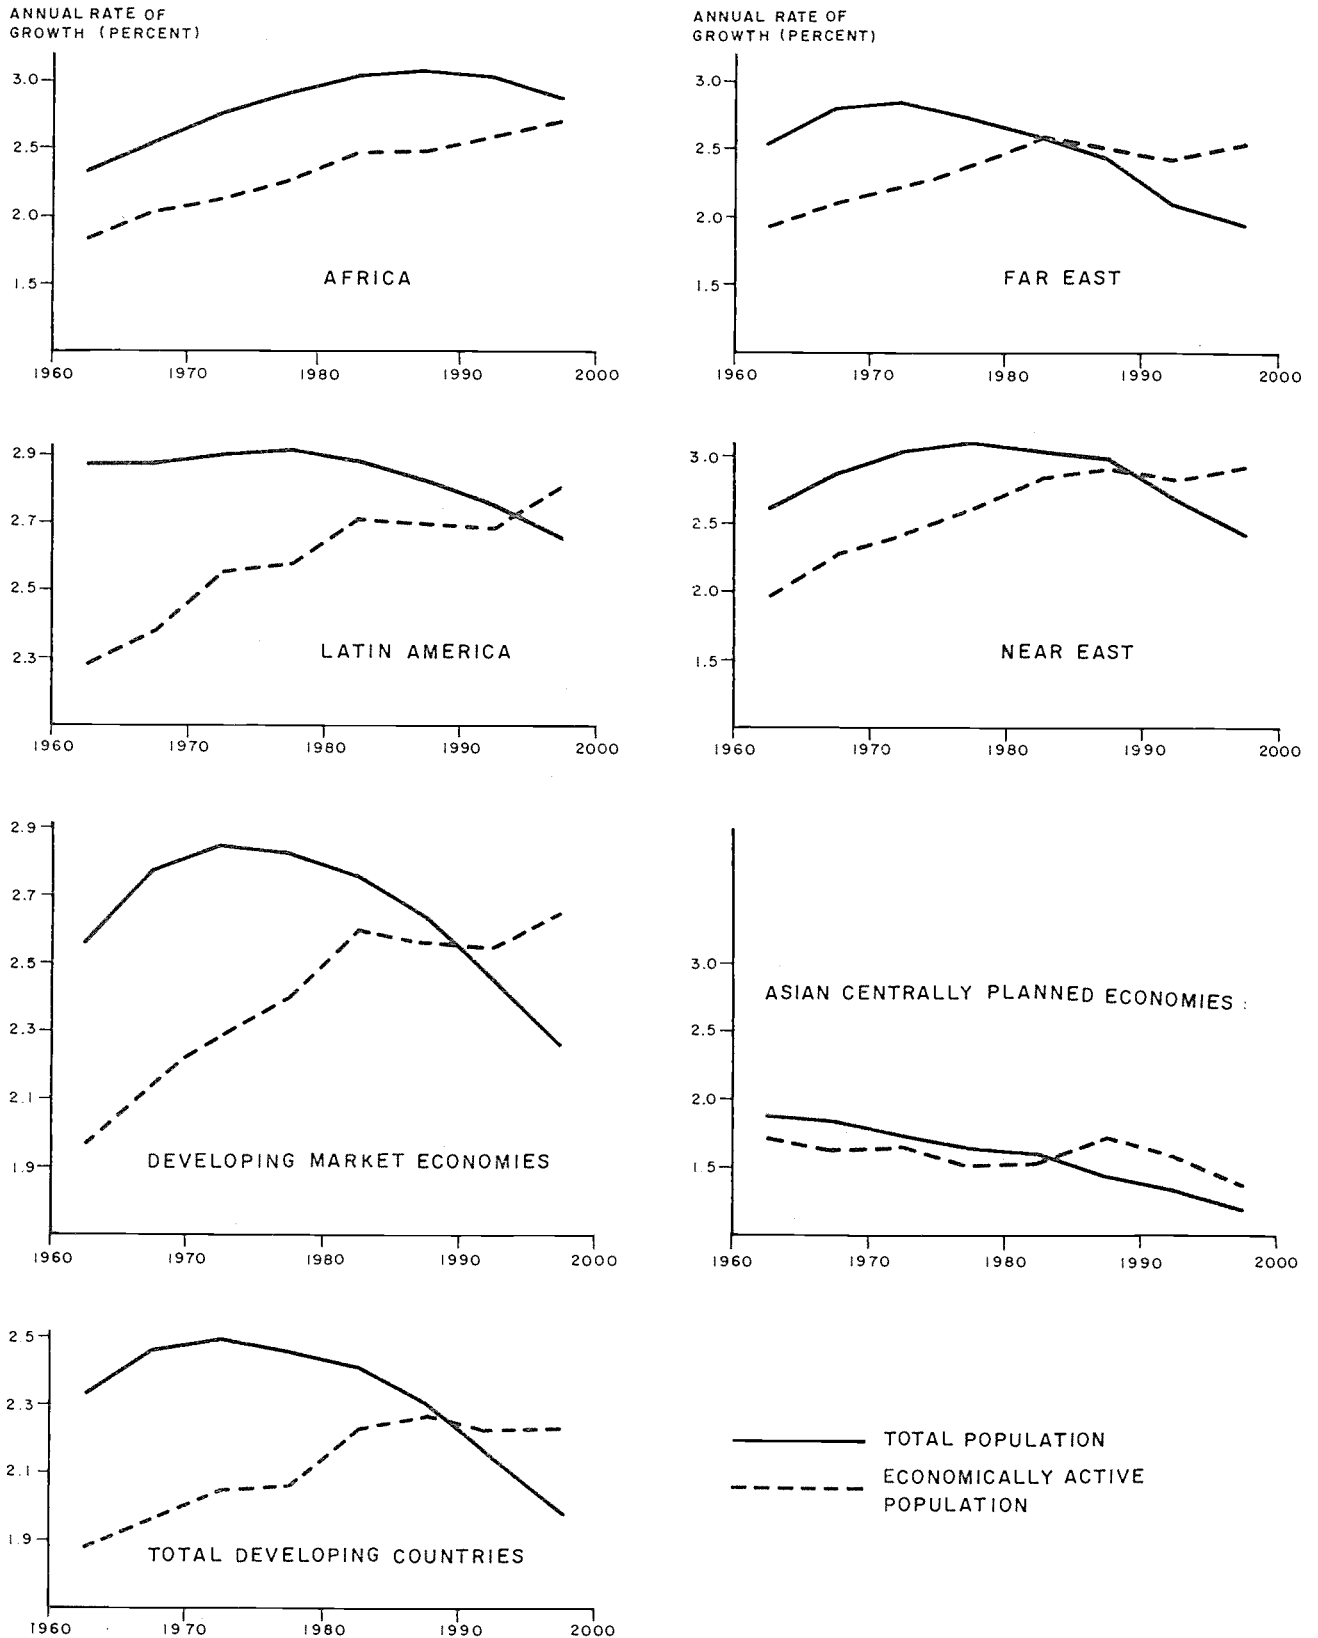 ANNUAL RATE OF
GROWTH (PERCENT)
3.0
2.5
2.0
1.5
AFRICA
1960 1970 1980 1990 2000
ANNUAL RATE OF
GROWTH (PERCENT)
3.0
2.5
2.0
1.5
FAR EAST
1960 1970 1980 1990 2000
2.9
2.7
2.5
2.3
LATIN AMERICA
1960 1970 1980 1990 2000
3.0
2.5
2.0
1.5
NEAR EAST
1960 1970 1980 1990 2000
2.9
2.7
2.5
2.3
2.1
1.9
DEVELOPING MARKET ECONOMIES
1960 1970 1980 1990 2000
3.0
ASIAN CENTRALLY PLANNED ECONOMIES
2.5
2.0
1.5
1960 1970 1980 1990 2000
2.5
2.3
2.1
1.9
TOTAL DEVELOPING COUNTRIES
1960 1970 1980 1990 2000
TOTAL POPULATION
ECONOMICALLY ACTIVE
POPULATION